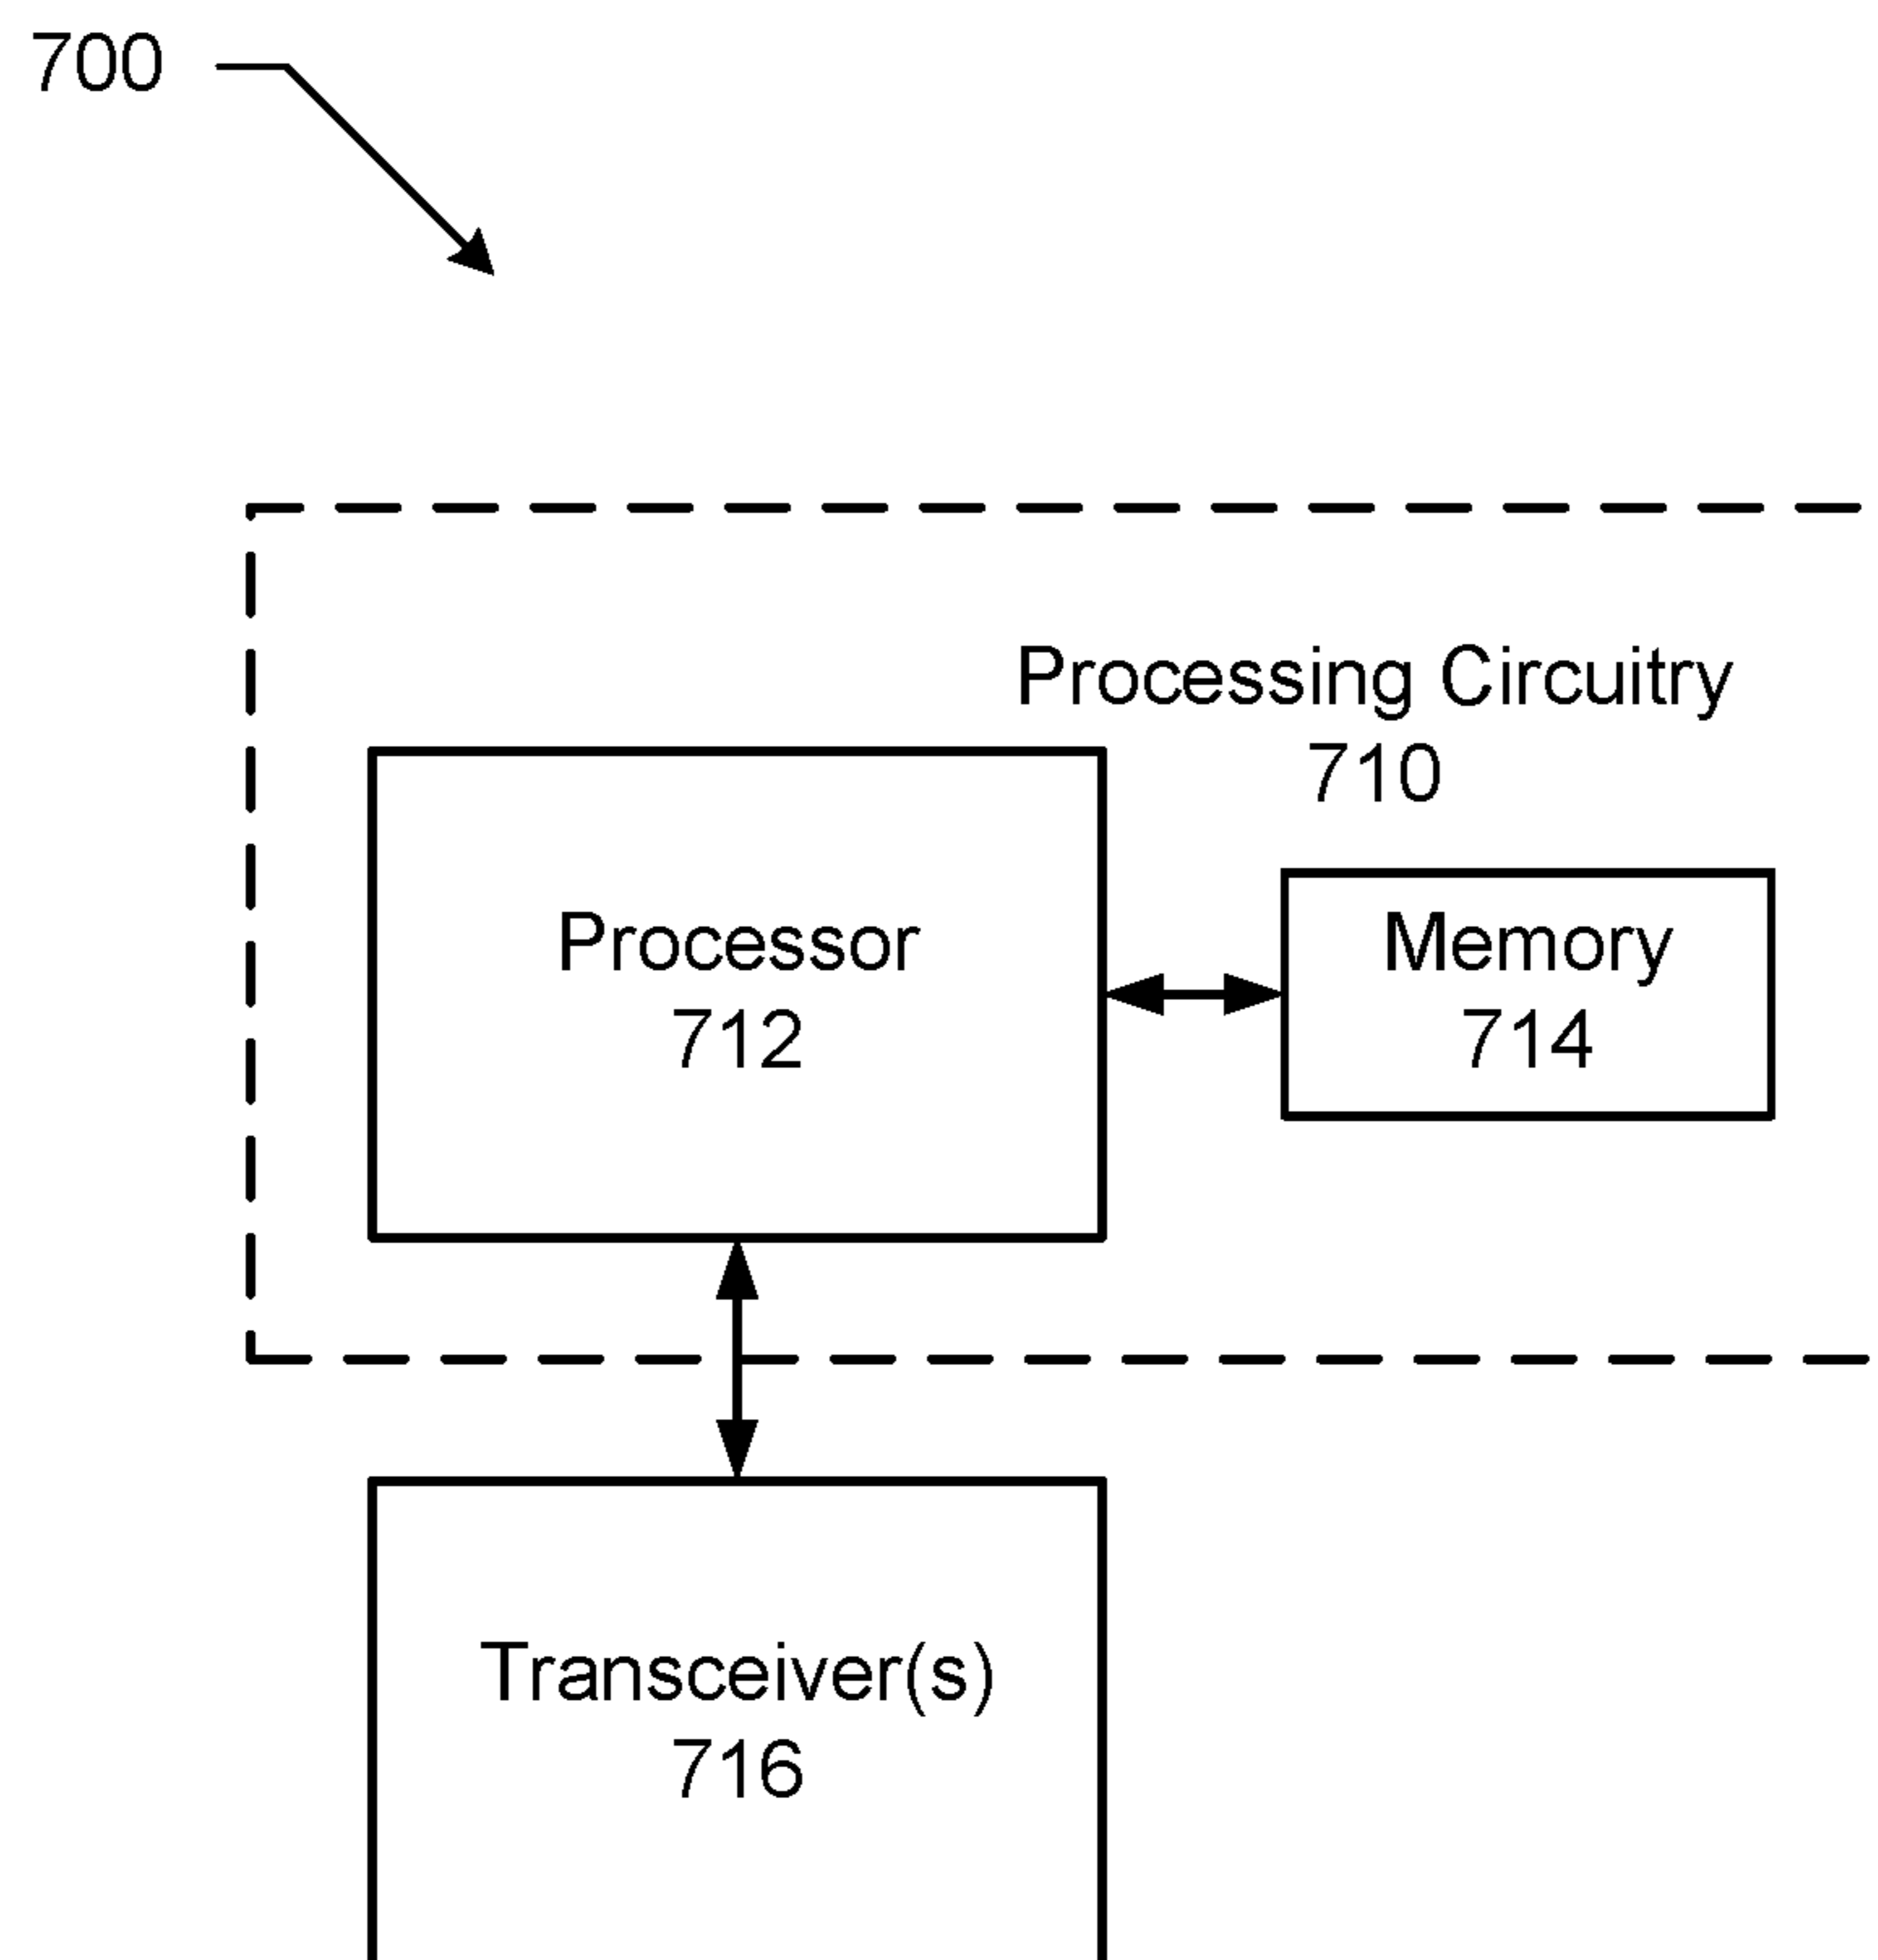 700
Processing Circuitry
710
Processor
712
Memory
714
Transceiver(s)
716